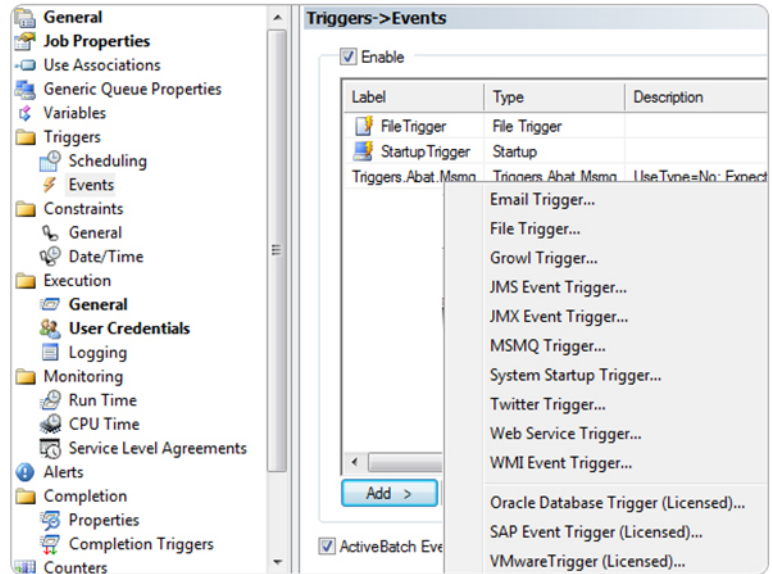 General
Job Properties
Use Associations
Generic Queue Properties
Variables
Triggers
Scheduling
Events
Constraints
General
Date/Time
Execution
General
User Credentials
Logging
Monitoring
Run Time
CPU Time
Service Level Agreements
Alerts
Completion
Properties
Completion Triggers
Counters
Triggers->Events
Enable
Label Type Description
FileTrigger File Trigger
StartupTrigger Startup
Triggers.Abat.Msmq Triggers.Abat.Msmq UseType=No; Expect
Email Trigger...
File Trigger...
Growl Trigger...
JMS Event Trigger...
JMX Event Trigger...
MSMQ Trigger...
System Startup Trigger...
Twitter Trigger...
Web Service Trigger...
WMI Event Trigger...
Oracle Database Trigger (Licensed)...
SAP Event Trigger (Licensed)...
VMwareTrigger (Licensed)...
Add >
ActiveBatch Eve